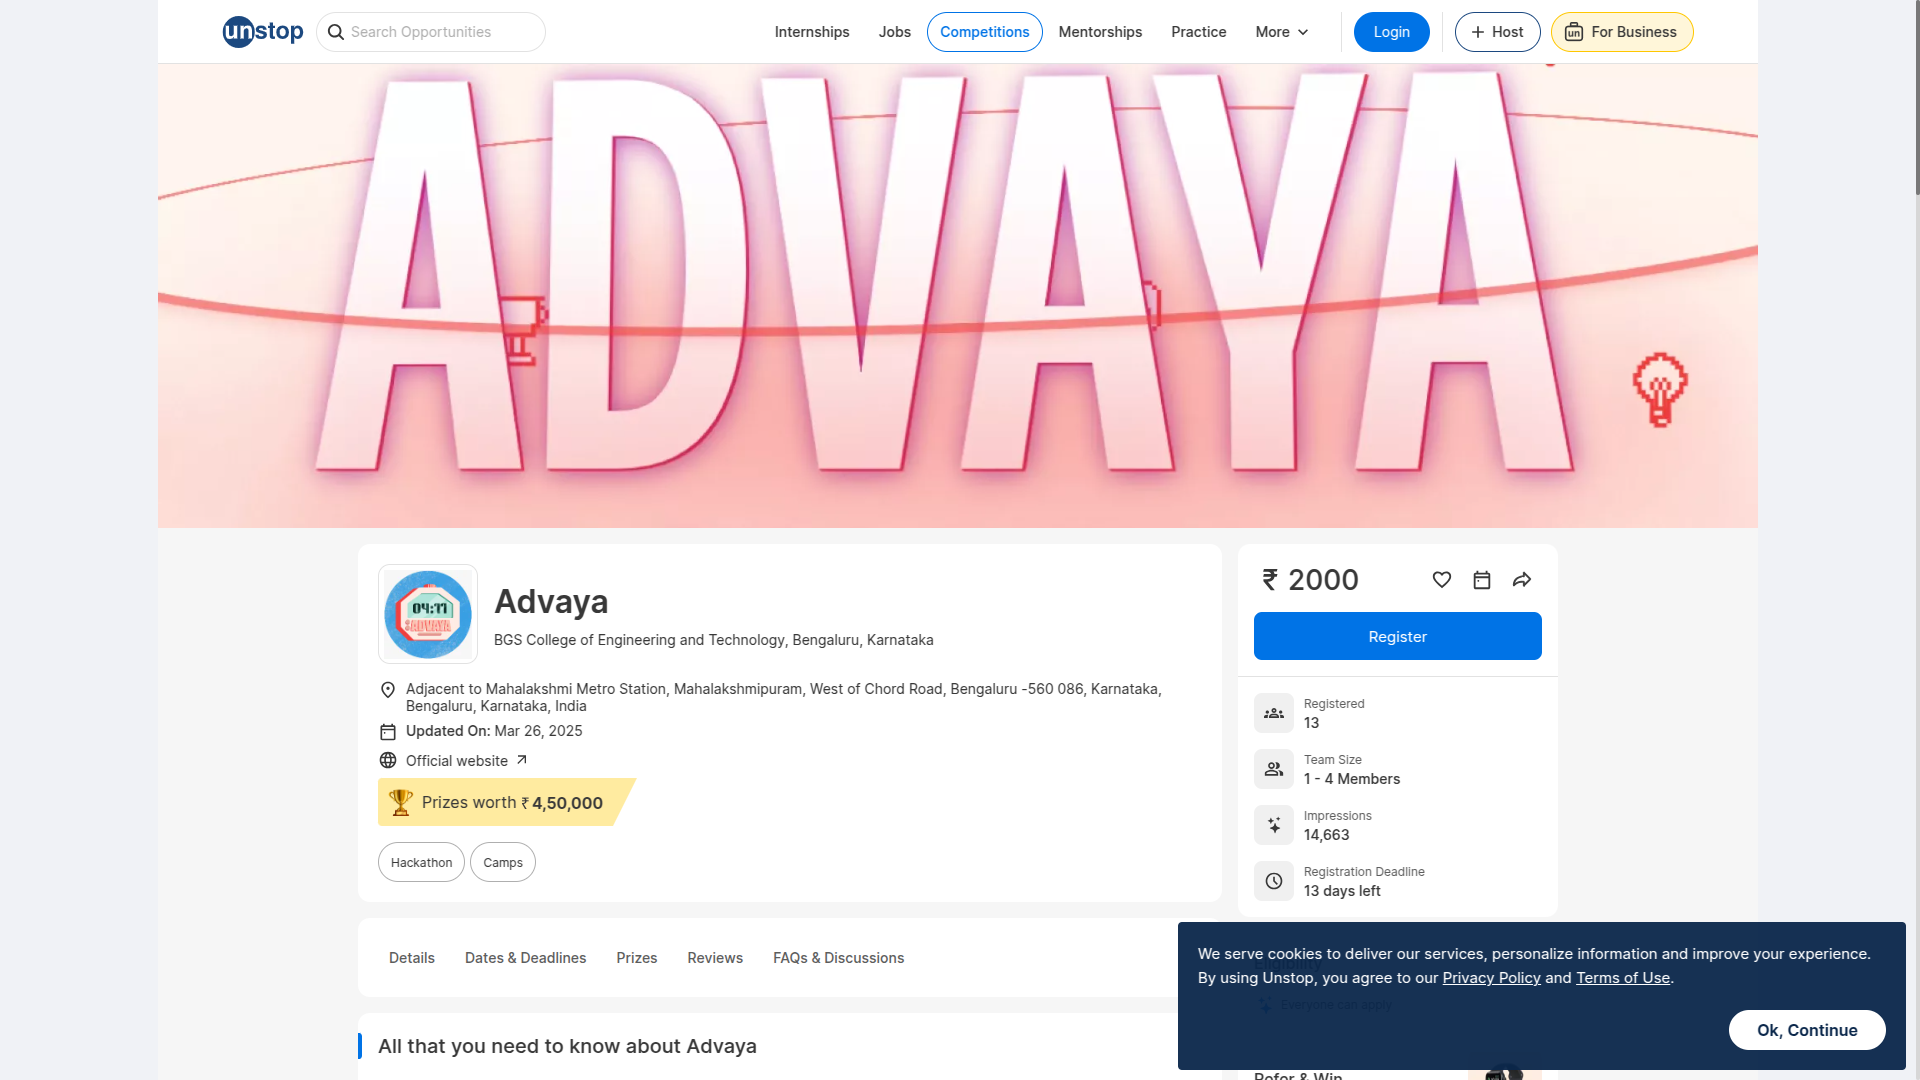 unstop
Search Opportunities
Internships
Jobs
Competitions
Mentorships
Practice
More
Login
Host
un
For Business
ADVAYA
04:11
ADVAYA
Advaya
BGS College of Engineering and Technology, Bengaluru, Karnataka
Adjacent to Mahalakshmi Metro Station, Mahalakshmipuram, West of Chord Road, Bengaluru -560 086, Karnataka,
Bengaluru, Karnataka, India
Updated On: Mar 26, 2025
Official website
Prizes worth ₹ 4,50,000
Hackathon
Camps
₹ 2000
Register
Registered
13
Team Size
1 - 4 Members
Impressions
14,663
Registration Deadline
13 days left
Details
Dates & Deadlines
Prizes
Reviews
FAQs & Discussions
All that you need to know about Advaya
We serve cookies to deliver our services, personalize information and improve your experience.
By using Unstop, you agree to our Privacy Policy and Terms of Use.
Everyone can apply
Ok, Continue
Refer & Win